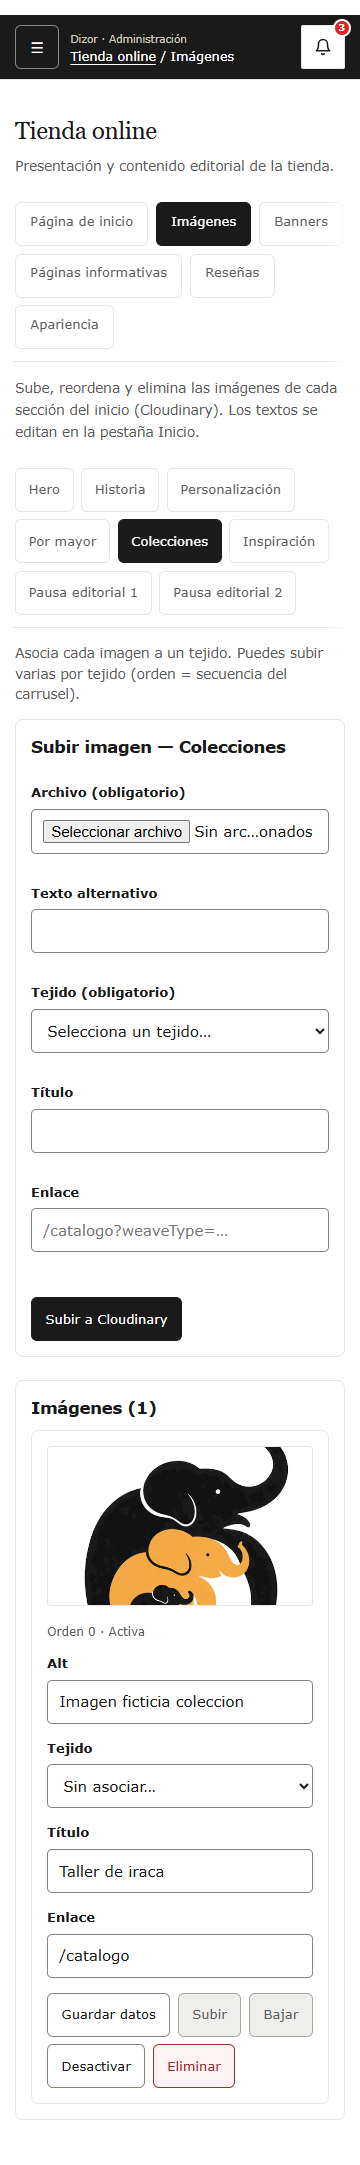 ☰
Dizor · Administración
Tienda online / Imágenes
3
Tienda online
Presentación y contenido editorial de la tienda.
Página de inicio
Imágenes
Banners
Páginas informativas
Reseñas
Apariencia
Sube, reordena y elimina las imágenes de cada
sección del inicio (Cloudinary). Los textos se
editan en la pestaña Inicio.
Hero
Historia
Personalización
Por mayor
Colecciones
Inspiración
Pausa editorial 1
Pausa editorial 2
Asocia cada imagen a un tejido. Puedes subir
varias por tejido (orden = secuencia del
carrusel).
Subir imagen — Colecciones
Archivo (obligatorio)
Seleccionar archivo Sin arc...onados
Texto alternativo
Tejido (obligatorio)
Selecciona un tejido...
Título
Enlace
/catalogo?weaveType=...
Subir a Cloudinary
Imágenes (1)
Orden 0 · Activa
Alt
Imagen ficticia coleccion
Tejido
Sin asociar...
Título
Taller de iraca
Enlace
/catalogo
Guardar datos
Subir
Bajar
Desactivar
Eliminar